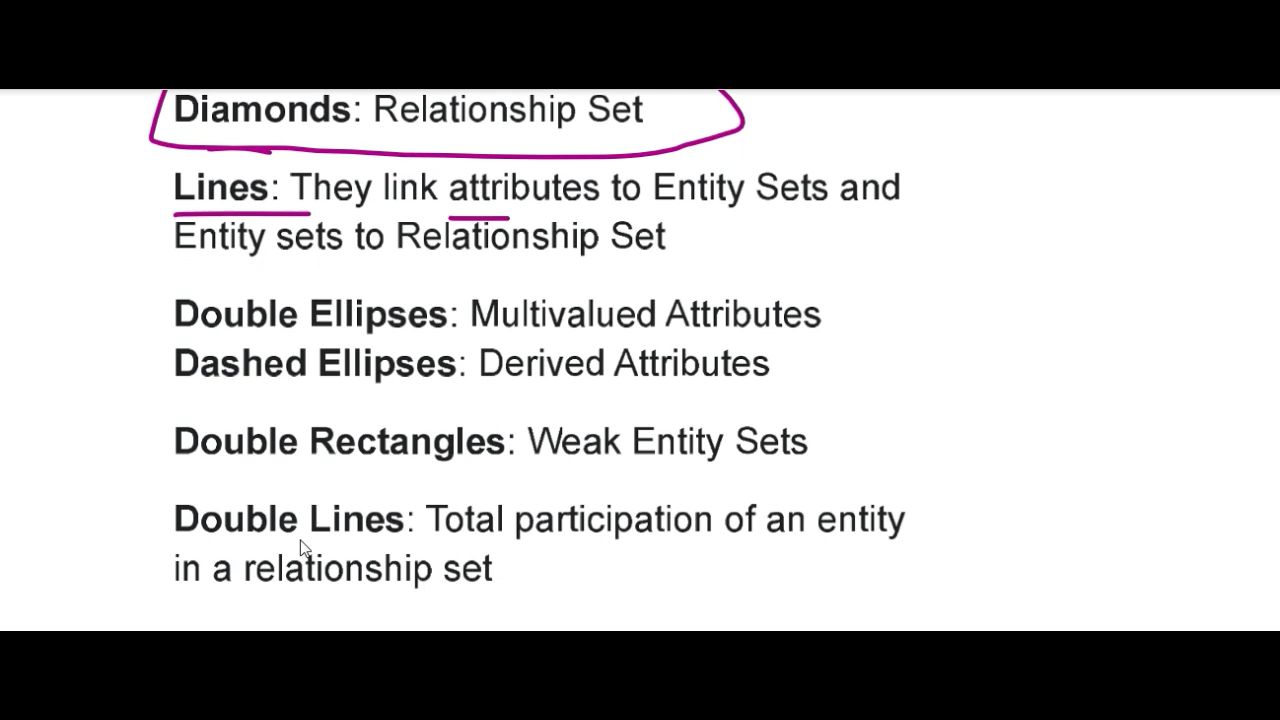 Diamonds: Relationship Set
Lines: They link attributes to Entity Sets and
Entity sets to Relationship Set
Double Ellipses: Multivalued Attributes
Dashed Ellipses: Derived Attributes
Double Rectangles: Weak Entity Sets
Double Lines: Total participation of an entity
in a relationship set